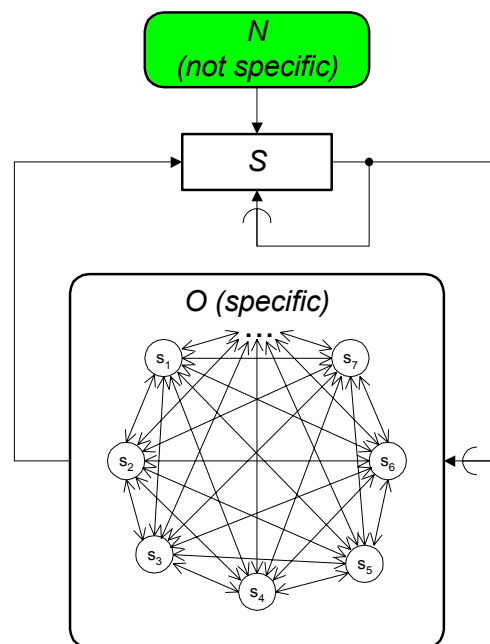 N
(not specific)
S
O (specific)
...
s1
s7
s2
s6
s3
s5
s4